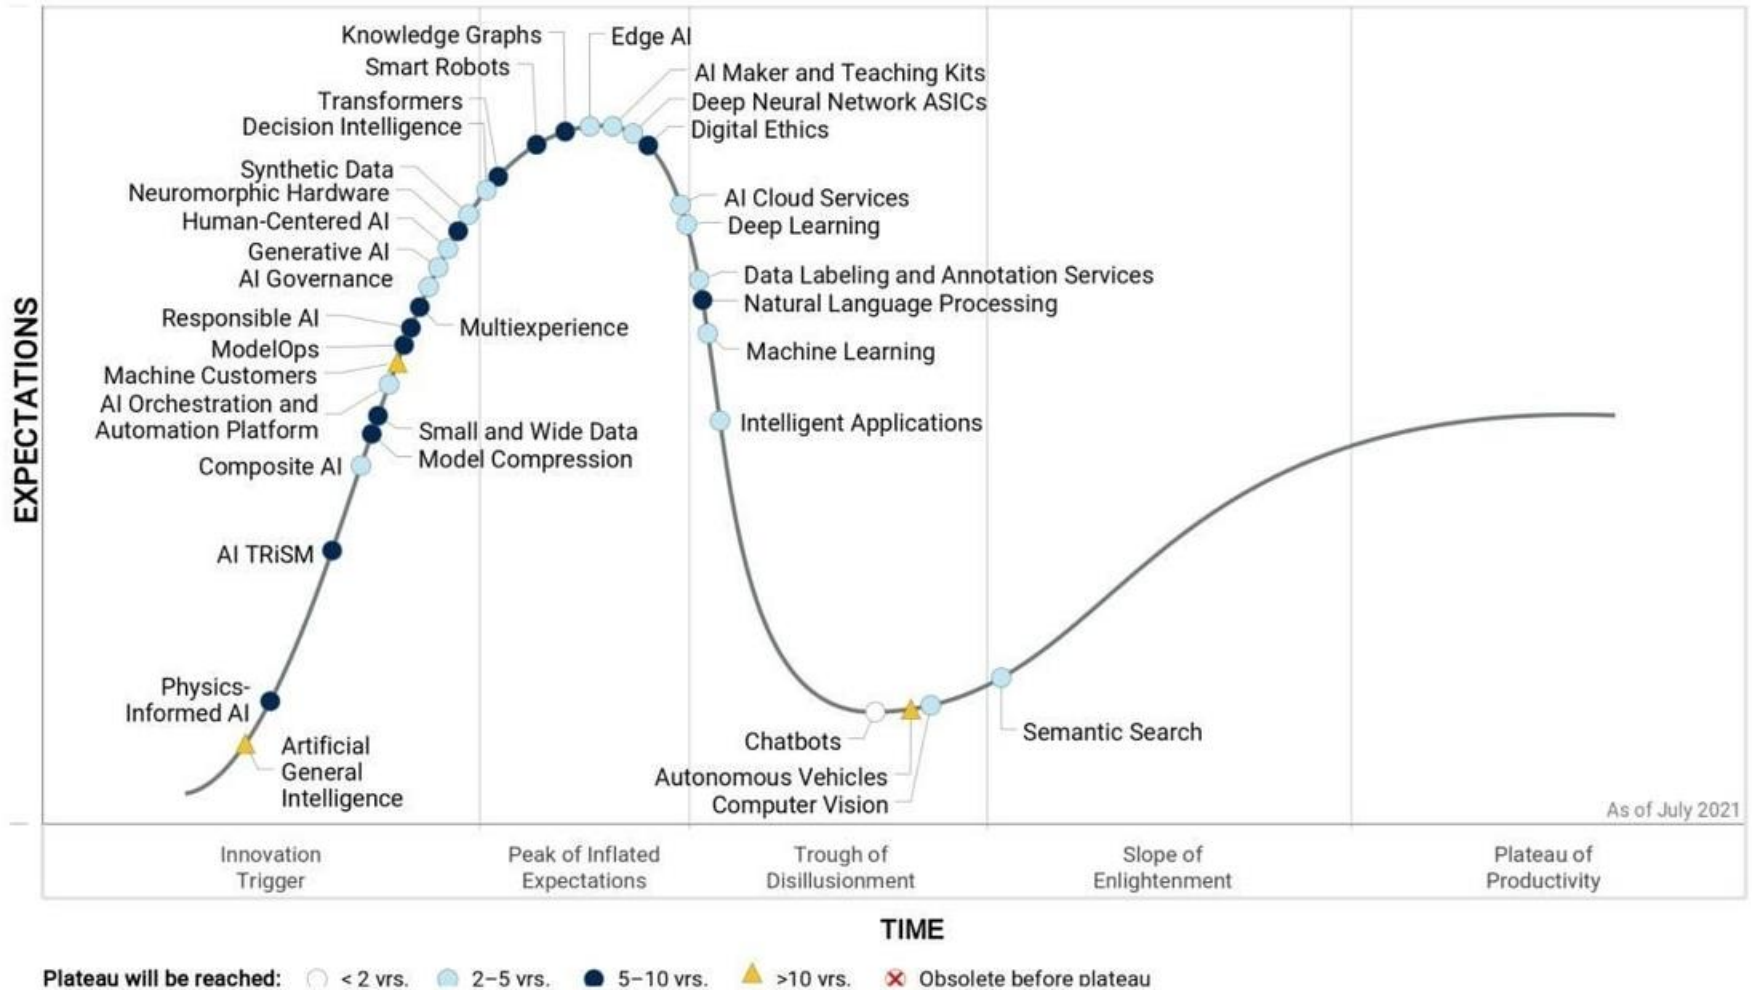 Knowledge Graphs
Edge AI
Smart Robots
AI Maker and Teaching Kits
Transformers
Deep Neural Network ASICs
Decision Intelligence
Digital Ethics
Synthetic Data
Neuromorphic Hardware
AI Cloud Services
Human-Centered AI
Deep Learning
Generative AI
AI Governance
Data Labeling and Annotation Services
Natural Language Processing
Responsible AI
Multiexperience
ModelOps
Machine Learning
Machine Customers
AI Orchestration and
Automation Platform
Intelligent Applications
Small and Wide Data
Model Compression
Composite AI
AI TRiSM
Physics-
Informed AI
Artificial
General
Intelligence
Chatbots
Autonomous Vehicles
Computer Vision
Semantic Search
EXPECTATIONS
As of July 2021
Innovation
Trigger
Peak of Inflated
Expectations
Trough of
Disillusionment
Slope of
Enlightenment
Plateau of
Productivity
TIME
Plateau will be reached: < 2 yrs. 2–5 yrs. 5–10 yrs. >10 yrs. Obsolete before plateau